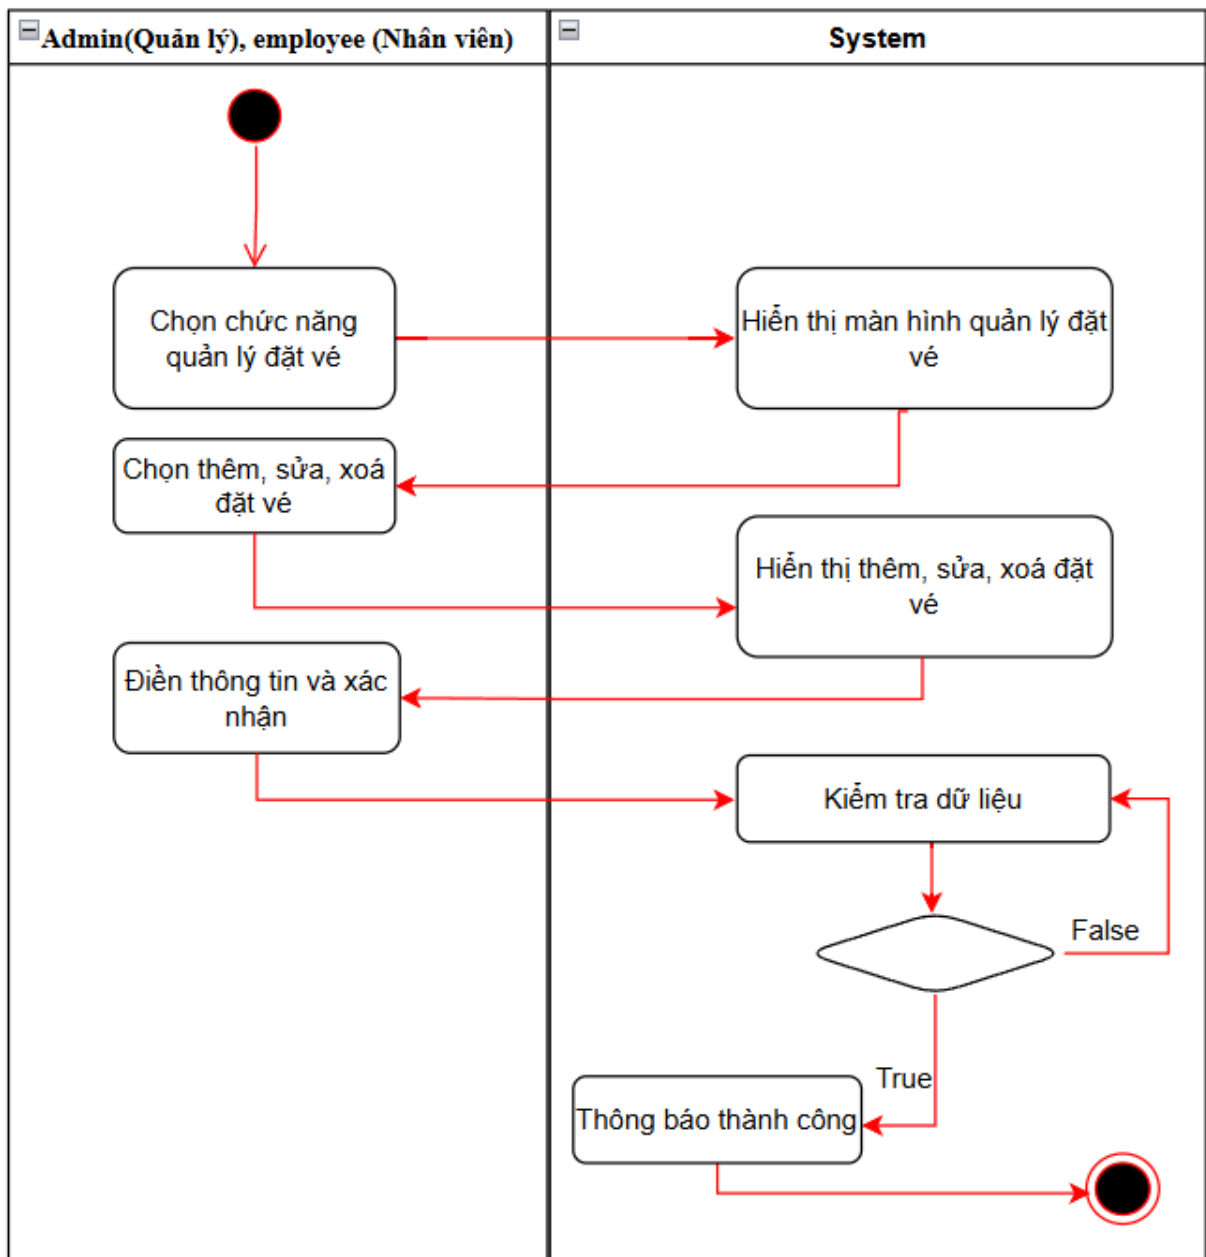 Admin(Quản lý), employee (Nhân viên)
System
Chọn chức năng
quản lý đặt vé
Hiển thị màn hình quản lý đặt
vé
Chọn thêm, sửa, xoá
đặt vé
Hiển thị thêm, sửa, xoá đặt
vé
Điền thông tin và xác
nhận
Kiểm tra dữ liệu
False
True
Thông báo thành công